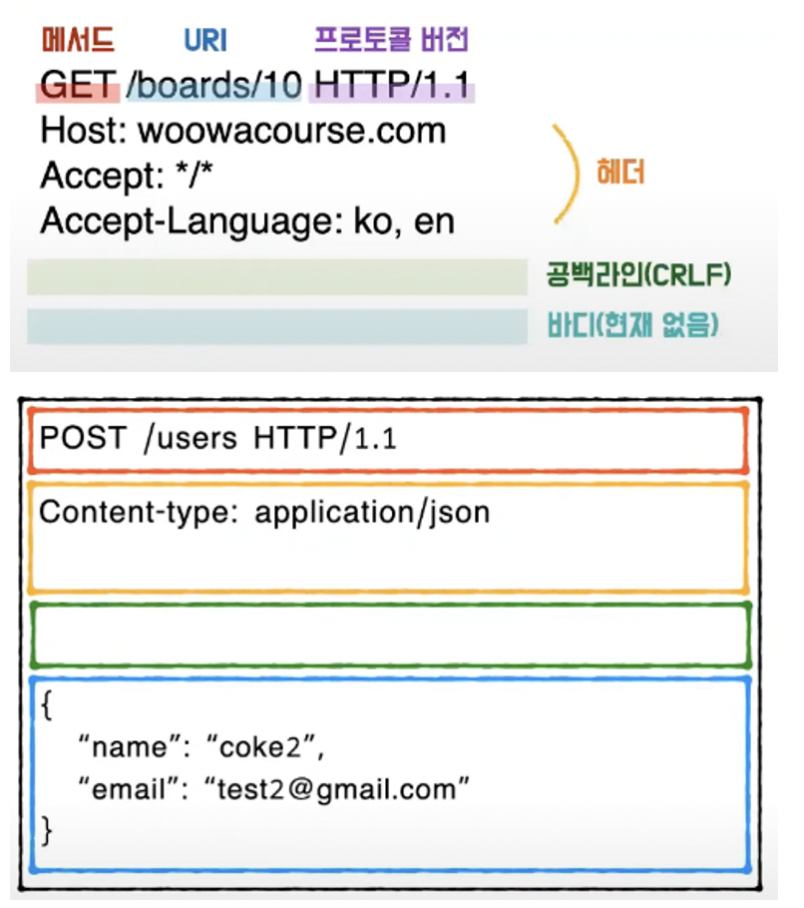 메서드 URI 프로토콜 버전
GET /boards/10 HTTP/1.1
Host: woowacourse.com
Accept: */*
헤더
Accept-Language: ko, en
공백라인(CRLF)
바디(현재 없음)
POST /users HTTP/1.1
Content-type: application/json
{
“name”: “coke2”,
“email”: “test2@gmail.com”
}